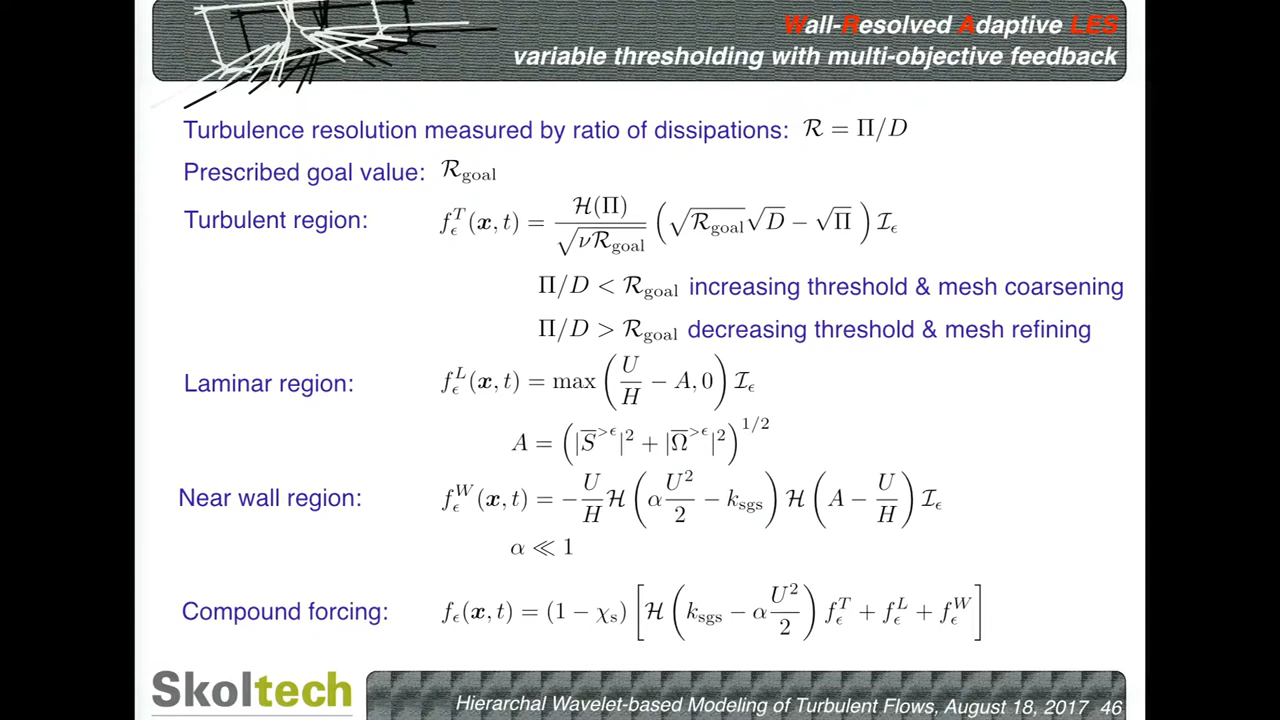 Wall-Resolved Adaptive LES
variable thresholding with multi-objective feedback
Turbulence resolution measured by ratio of dissipations: ℛ = Π/D
Prescribed goal value: ℛ_goal
Turbulent region: f_ϵ^T(𝒙, t) = ℋ(Π)/√(νℛ_goal) (√ℛ_goal √D − √Π) ℐ_ϵ
Π/D < ℛ_goal increasing threshold & mesh coarsening
Π/D > ℛ_goal decreasing threshold & mesh refining
Laminar region: f_ϵ^L(𝒙, t) = max (U/H − A, 0) ℐ_ϵ
A = (|S̅^{>ϵ}|² + |Ω̅^{>ϵ}|²)^{1/2}
Near wall region: f_ϵ^W(𝒙, t) = −U/H ℋ (α U²/2 − k_sgs) ℋ (A − U/H) ℐ_ϵ
α ≪ 1
Compound forcing: f_ϵ(𝒙, t) = (1 − χ_s) [ℋ (k_sgs − α U²/2) f_ϵ^T + f_ϵ^L + f_ϵ^W]
Skoltech
Hierarchal Wavelet-based Modeling of Turbulent Flows, August 18, 2017 46